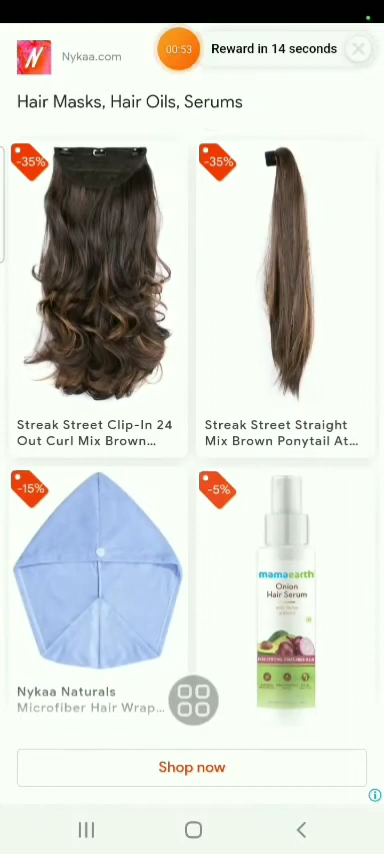 Nykaa.com
00:53
Reward in 14 seconds
Hair Masks, Hair Oils, Serums
-35%
-35%
Streak Street Clip-In 24
Out Curl Mix Brown...
Streak Street Straight
Mix Brown Ponytail At...
-15%
-5%
mamaearth
Onion
Hair Serum
Nykaa Naturals
Microfiber Hair Wrap...
Shop now